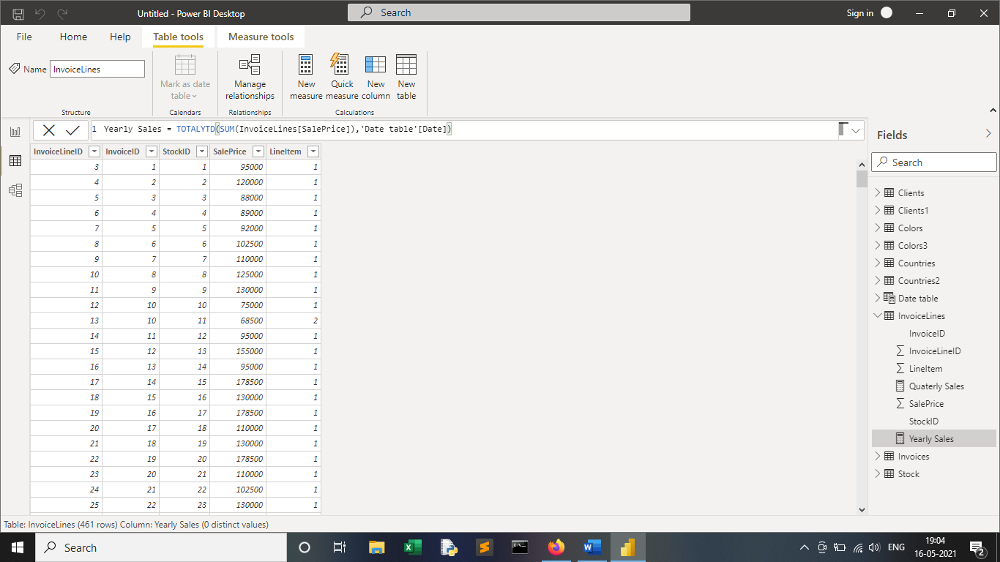 Untitled - Power BI Desktop
Search
Sign in
File Home Help Table tools Measure tools
Name InvoiceLines
Mark as date table
Manage relationships
New measure
Quick measure
New column
New table
Structure Calendars Relationships Calculations
1 Yearly Sales = TOTALYTD(SUM(InvoiceLines[SalePrice]),'Date table'[Date])
InvoiceLineID InvoiceID StockID SalePrice LineItem
3 1 1 95000 1
4 2 2 120000 1
5 3 3 88000 1
6 4 4 89000 1
7 5 5 92000 1
8 6 6 102500 1
9 7 7 110000 1
10 8 8 125000 1
11 9 9 130000 1
12 10 10 75000 1
13 10 11 68500 2
14 11 12 95000 1
15 12 13 155000 1
16 13 14 95000 1
17 14 15 178500 1
18 15 16 130000 1
19 16 17 178500 1
20 17 18 110000 1
21 18 19 130000 1
22 19 20 178500 1
23 20 21 110000 1
24 21 22 102500 1
25 22 23 130000 1
Fields
Search
Clients
Clients1
Colors
Colors3
Countries
Countries2
Date table
InvoiceLines
InvoiceID
InvoiceLineID
LineItem
Quaterly Sales
SalePrice
StockID
Yearly Sales
Invoices
Stock
Table: InvoiceLines (461 rows) Column: Yearly Sales (0 distinct values)
Search
ENG
19:04
16-05-2021
2